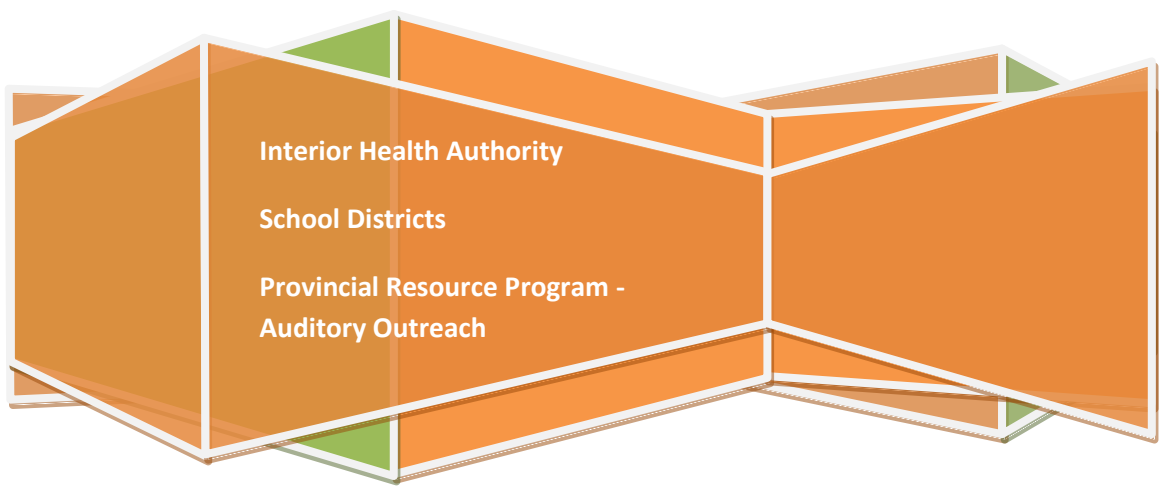 Interior Health Authority
School Districts
Provincial Resource Program -
Auditory Outreach